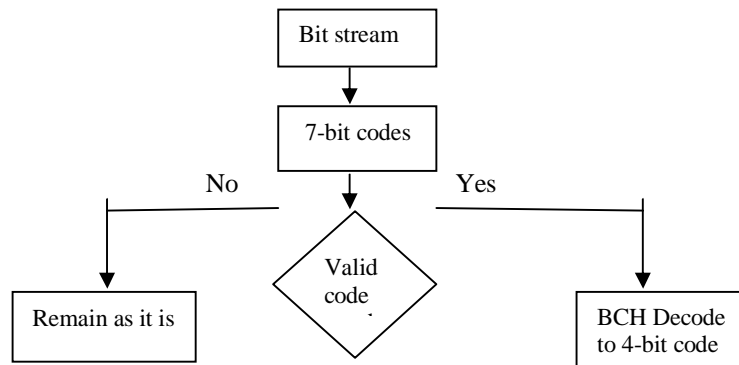 Bit stream
7-bit codes
No
Yes
Valid
code
Remain as it is
BCH Decode
to 4-bit code